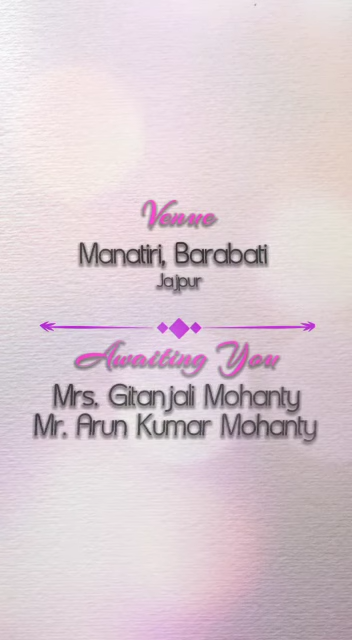 Venue
Manatiri, Barabati
Jajpur
Awaiting You
Mrs. Gitanjali Mohanty
Mr. Arun Kumar Mohanty